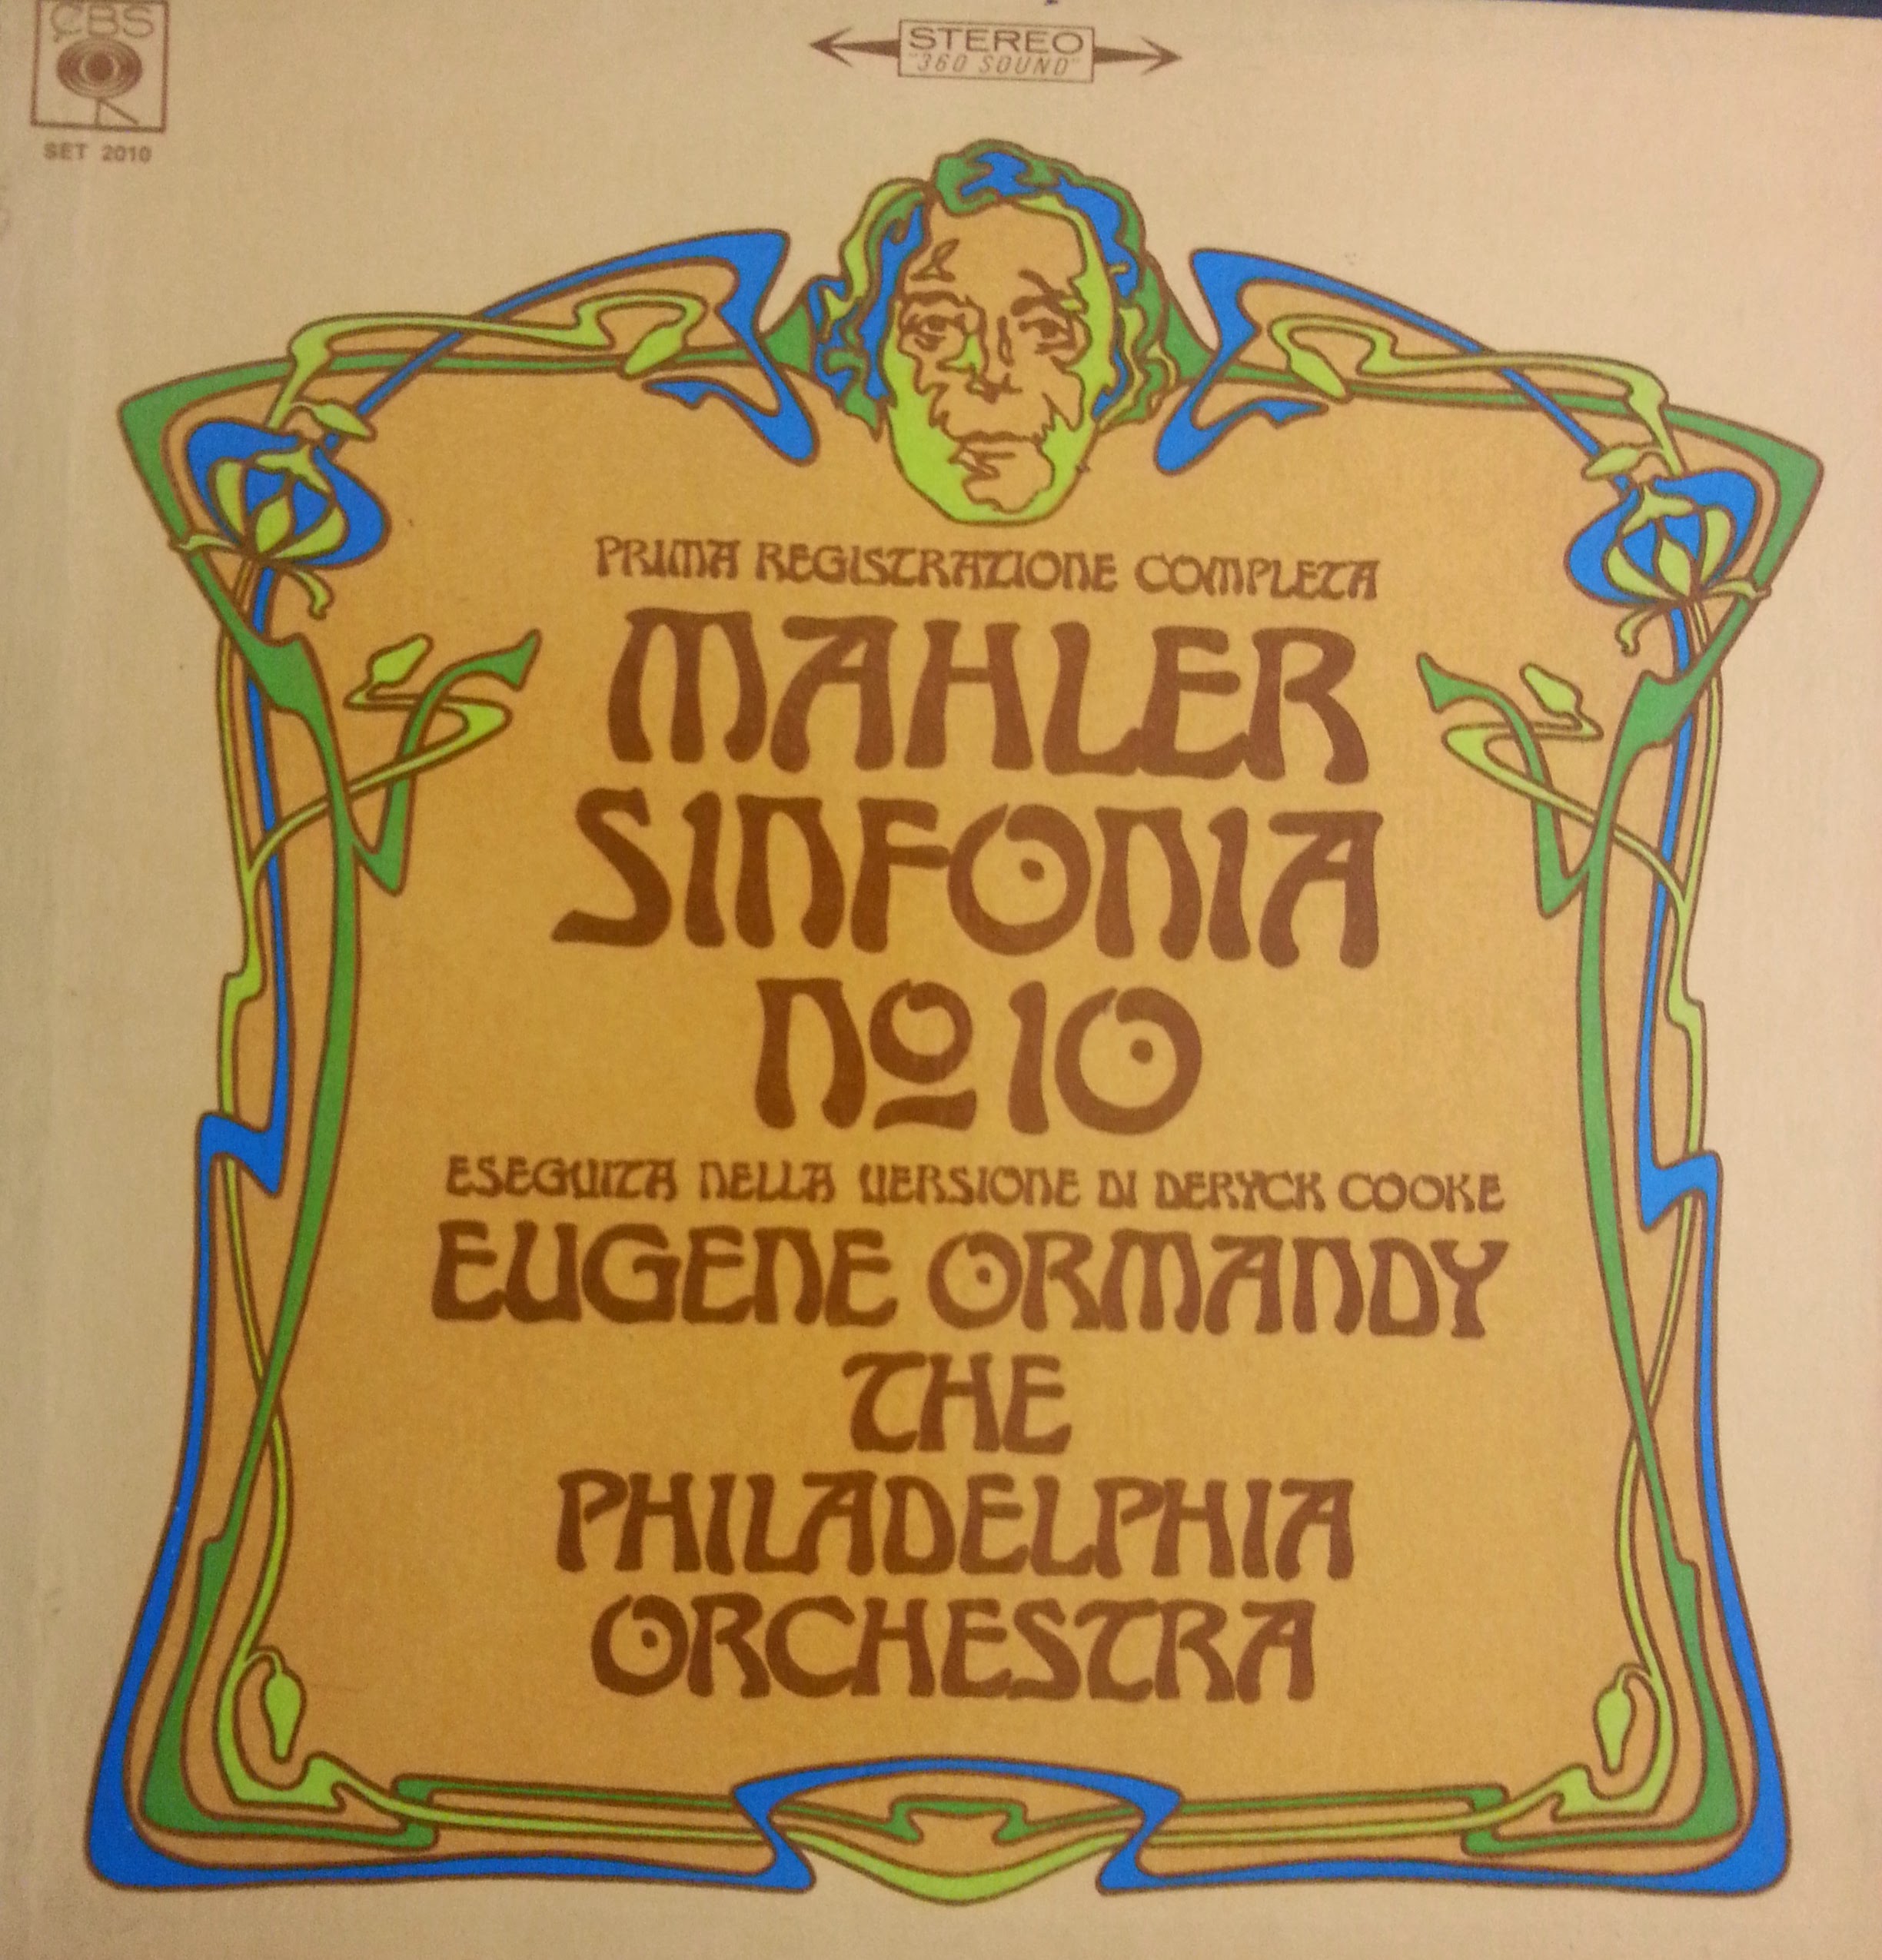 CBS
SET 2010
STEREO
"360 SOUND"
PRIMA REGISTRAZIONE COMPLETA
MAHLER
SINFONIA
No 10
ESEGUITA NELLA VERSIONE DI DERYCK COOKE
EUGENE ORMANDY
THE
PHILADELPHIA
ORCHESTRA